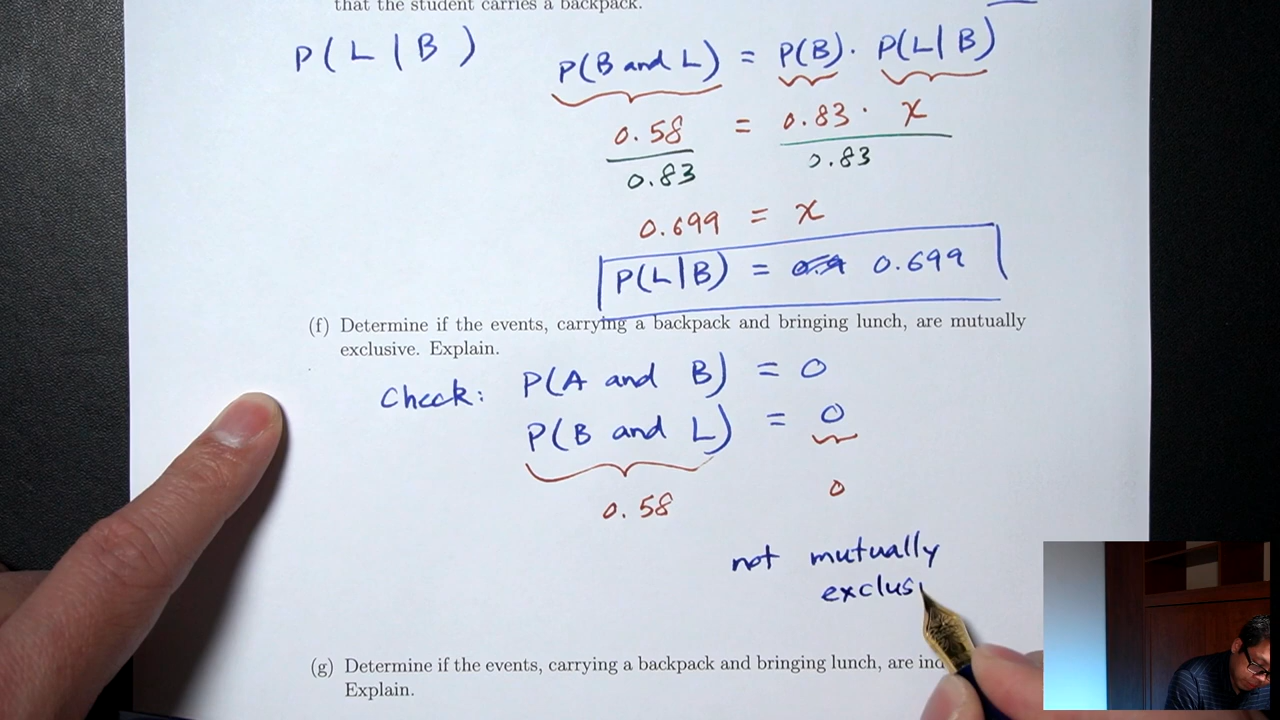 that the student carries a backpack.
P(L|B)
P(B and L) = P(B) · P(L|B)
0.58 = 0.83 · x
0.83 0.83
0.699 = x
P(L|B) = 0.699
(f) Determine if the events, carrying a backpack and bringing lunch, are mutually
exclusive. Explain.
Check: P(A and B) = 0
P(B and L) = 0
0.58 0
not mutually
exclus
(g) Determine if the events, carrying a backpack and bringing lunch, are ind
Explain.